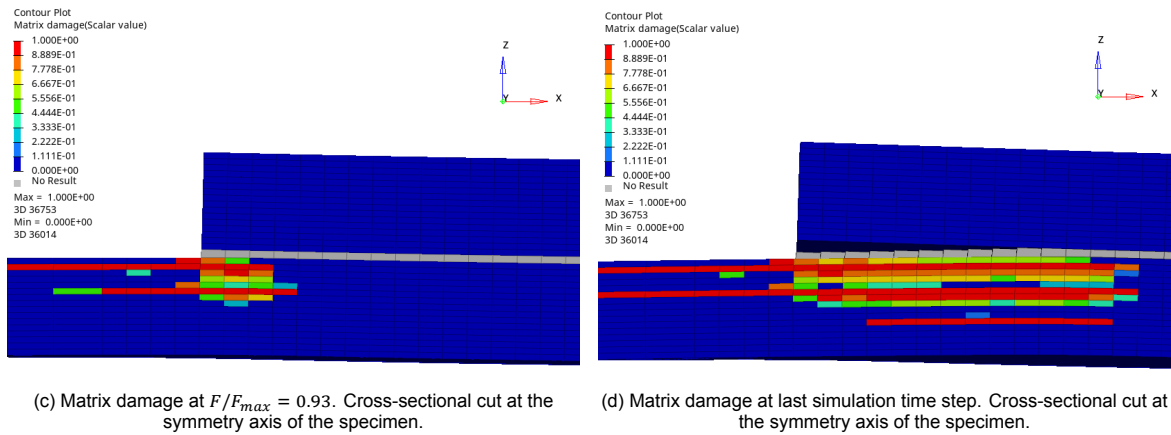 Contour Plot
Matrix damage(Scalar value)
1.000E+00
8.889E-01
7.778E-01
6.667E-01
5.556E-01
4.444E-01
3.333E-01
2.222E-01
1.111E-01
0.000E+00
No Result
Max = 1.000E+00
3D 36753
Min = 0.000E+00
3D 36014
Z
Y
X
(c) Matrix damage at F/F_max = 0.93. Cross-sectional cut at the
symmetry axis of the specimen.
Contour Plot
Matrix damage(Scalar value)
1.000E+00
8.889E-01
7.778E-01
6.667E-01
5.556E-01
4.444E-01
3.333E-01
2.222E-01
1.111E-01
0.000E+00
No Result
Max = 1.000E+00
3D 36753
Min = 0.000E+00
3D 36014
Z
Y
X
(d) Matrix damage at last simulation time step. Cross-sectional cut at
the symmetry axis of the specimen.